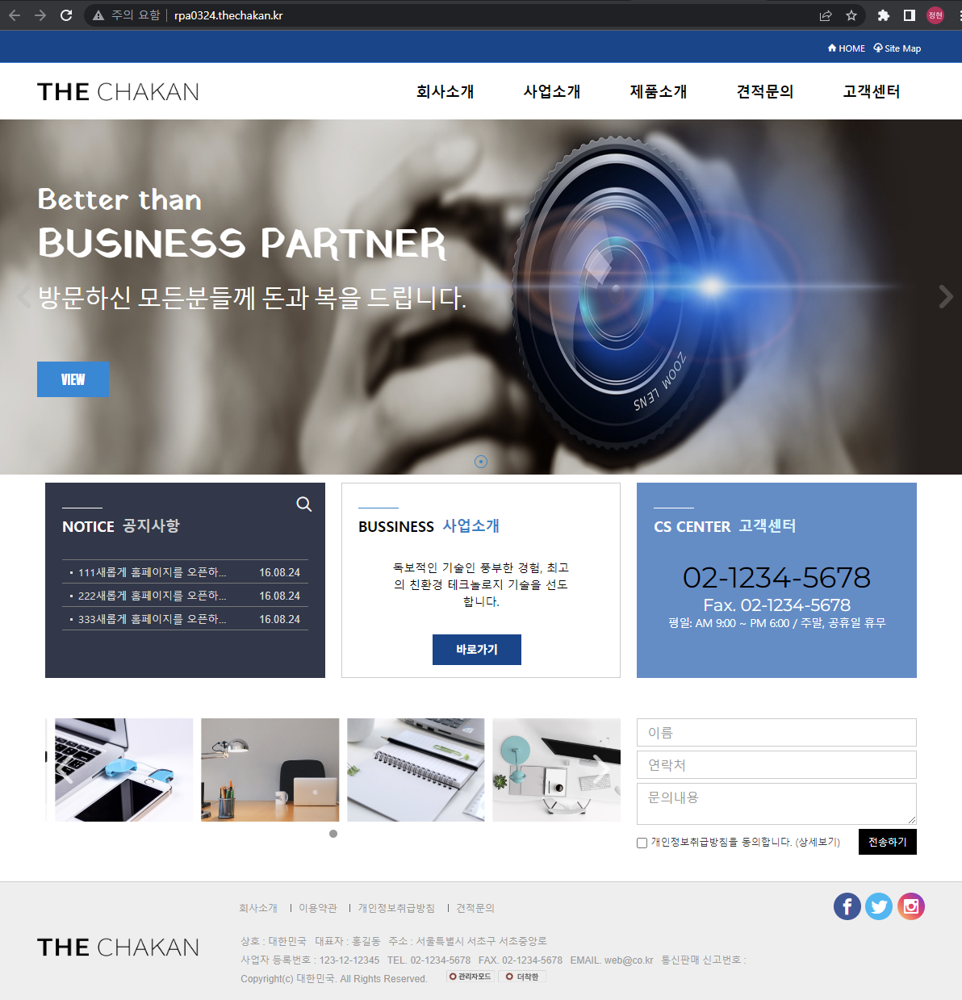 주의 요함 | rpa0324.thechakan.kr
정현
HOME Site Map
THE CHAKAN
회사소개 사업소개 제품소개 견적문의 고객센터
Better than
BUSINESS PARTNER
방문하신 모든분들께 돈과 복을 드립니다.
VIEW
ZOOM LENS
NOTICE 공지사항
111새롭게 홈페이지를 오픈하... 16.08.24
222새롭게 홈페이지를 오픈하... 16.08.24
333새롭게 홈페이지를 오픈하... 16.08.24
BUSSINESS 사업소개
독보적인 기술인 풍부한 경험, 최고
의 친환경 테크놀로지 기술을 선도
합니다.
바로가기
CS CENTER 고객센터
02-1234-5678
Fax. 02-1234-5678
평일: AM 9:00 ~ PM 6:00 / 주말, 공휴일 휴무
이름
연락처
문의내용
개인정보취급방침을 동의합니다. (상세보기) 전송하기
회사소개 | 이용약관 | 개인정보취급방침 | 견적문의
THE CHAKAN
상호 : 대한민국 대표자 : 홍길동 주소 : 서울특별시 서초구 서초중앙로
사업자 등록번호 : 123-12-12345 TEL. 02-1234-5678 FAX. 02-1234-5678 EMAIL. web@co.kr 통신판매 신고번호 :
Copyright(c) 대한민국. All Rights Reserved. 관리자모드 더착한